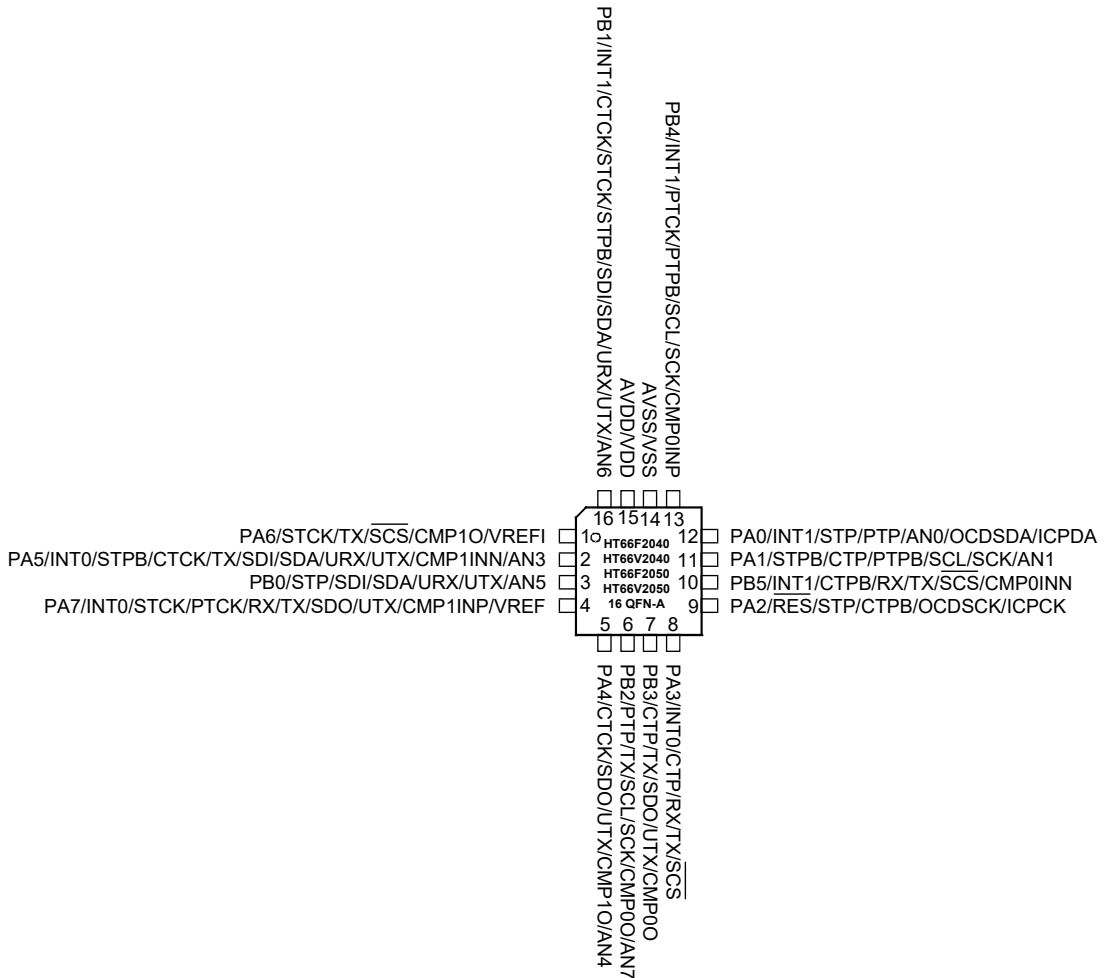 PB1/INT1/CTCK/STCK/STPB/SDI/SDA/URX/UTX/AN6
AVDD/VDD
AVSS/VSS
PB4/INT1/PTCK/PTPB/SCL/SCK/CMP0INP
16 15 14 13
PA6/STCK/TX/SCS/CMP1O/VREFI
1
HT66F2040
12
PA0/INT1/STP/PTP/AN0/OCDSDA/ICPDA
PA5/INT0/STPB/CTCK/TX/SDI/SDA/URX/UTX/CMP1INN/AN3
2
HT66V2040
11
PA1/STPB/CTP/PTPB/SCL/SCK/AN1
PB0/STP/SDI/SDA/URX/UTX/AN5
3
HT66F2050
HT66V2050
10
PB5/INT1/CTPB/RX/TX/SCS/CMP0INN
PA7/INT0/STCK/PTCK/RX/TX/SDO/UTX/CMP1INP/VREF
4
16 QFN-A
9
PA2/RES/STP/CTPB/OCDSCK/ICPCK
5 6 7 8
PA4/CTCK/SDO/UTX/CMP1O/AN4
PB2/PTP/TX/SCL/SCK/CMP0O/AN7
PB3/CTP/TX/SDO/UTX/CMP0O
PA3/INT0/CTP/RX/TX/SCS